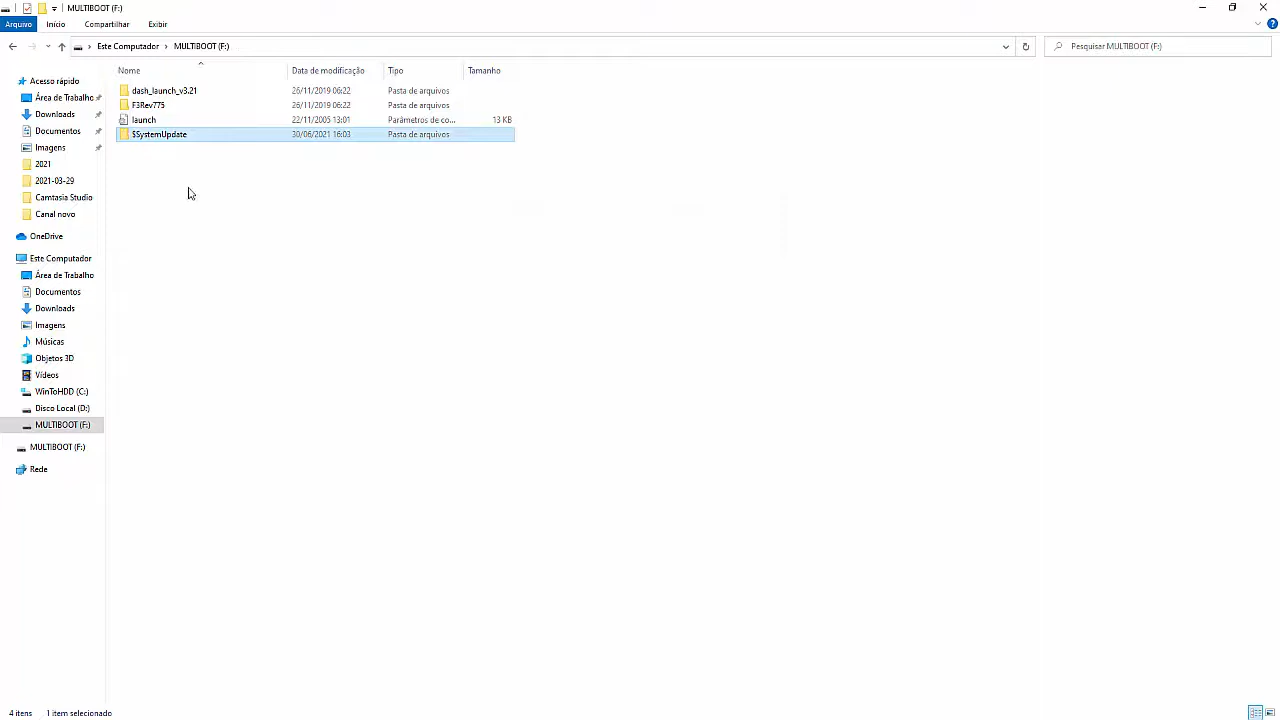 MULTIBOOT (F:)
Arquivo Início Compartilhar Exibir
Este Computador MULTIBOOT (F:) Pesquisar MULTIBOOT (F:)
Nome Data de modificação Tipo Tamanho
dash_launch_v3.21 26/11/2019 06:22 Pasta de arquivos
F3Rev775 26/11/2019 06:22 Pasta de arquivos
launch 22/11/2005 13:01 Parâmetros de co... 13 KB
$SystemUpdate 30/06/2021 16:03 Pasta de arquivos
Acesso rápido
Área de Trabalho
Downloads
Documentos
Imagens
2021
2021-03-29
Camtasia Studio
Canal novo
OneDrive
Este Computador
Área de Trabalho
Documentos
Downloads
Imagens
Músicas
Objetos 3D
Vídeos
WinToHDD (C:)
Disco Local (D:)
MULTIBOOT (F:)
MULTIBOOT (F:)
Rede
4 itens 1 item selecionado